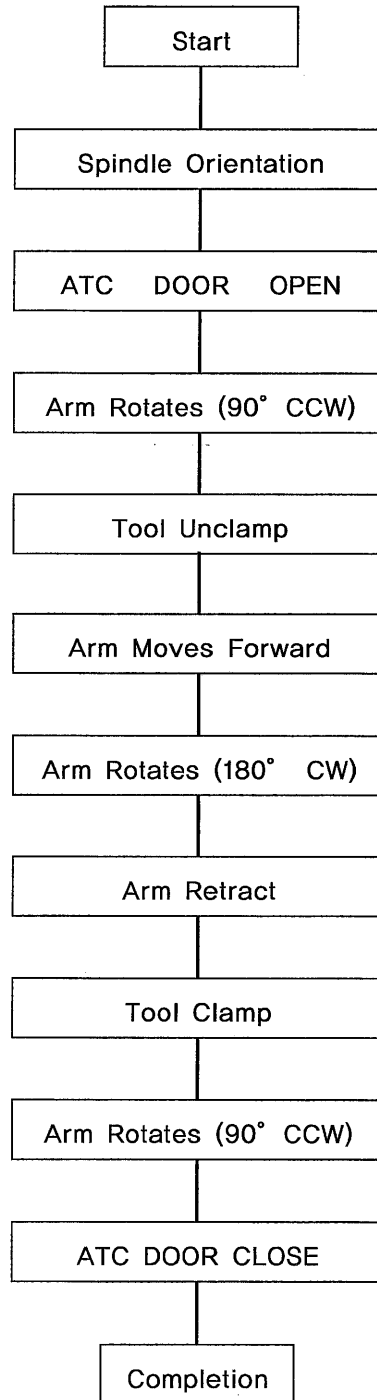 Start
Spindle Orientation
ATC DOOR OPEN
Arm Rotates (90° CCW)
Tool Unclamp
Arm Moves Forward
Arm Rotates (180° CW)
Arm Retract
Tool Clamp
Arm Rotates (90° CCW)
ATC DOOR CLOSE
Completion